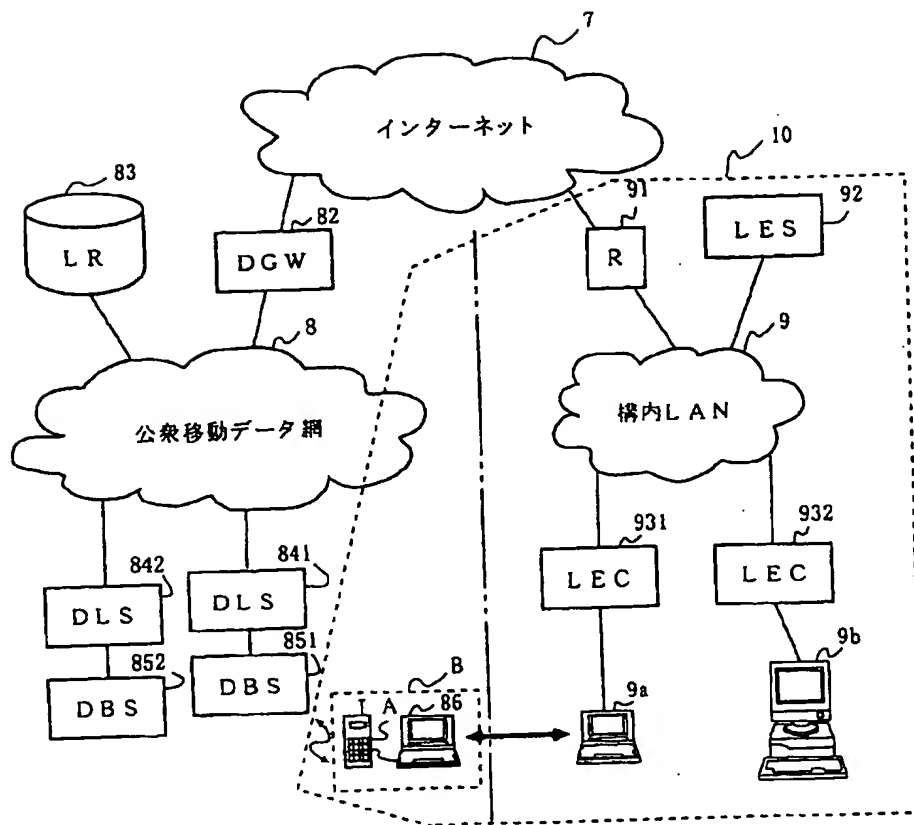 7
インターネット
10
83
82
91
92
LR
DGW
R
LES
8
9
公衆移動データ網
構内LAN
931
932
842
841
LEC
LEC
DLS
DLS
852
851
9b
DBS
DBS
B
A
86
9a